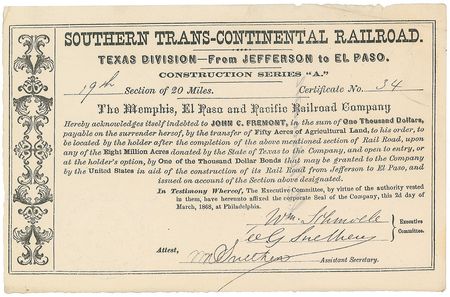 SOUTHERN TRANS-CONTINENTAL RAILROAD.
TEXAS DIVISION—From JEFFERSON to EL PASO.
CONSTRUCTION SERIES "A."
19th Section of 20 Miles. Certificate No. 34
The Memphis, El Paso and Pacific Railroad Company
Hereby acknowledges itself indebted to JOHN C. FREMONT, in the sum of One Thousand Dollars,
payable on the surrender hereof, by the transfer of Fifty Acres of Agricultural Land, to his order, to
be located by the holder after the completion of the above mentioned section of Rail Road, upon
any of the Eight Million Acres donated by the State of Texas to the Company, and open to entry, or
at the holder's option, by One of the Thousand Dollar Bonds that may be granted to the Company
by the United States in aid of the construction of its Rail Road from Jefferson to El Paso, and
issued on account of the Section above designated.
In Testimony Whereof, The Executive Committee, by virtue of the authority vested
in them, have hereunto affixed the corporate Seal of the Company, this 2d day of
March, 1868, at Philadelphia.
Wm. Schmoele
Executive
Committee.
Attest,
Assistant Secretary.